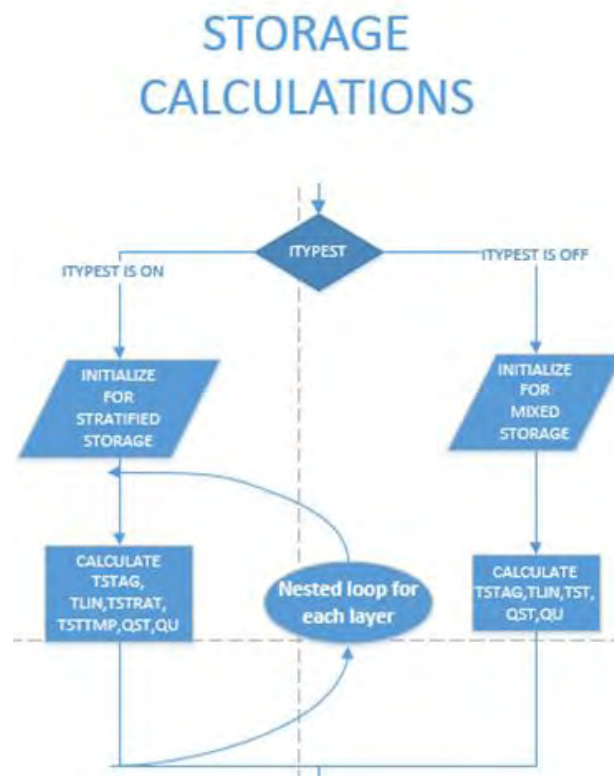 STORAGE
CALCULATIONS
ITYPEST
ITYPEST IS ON
ITYPEST IS OFF
INITIALIZE
FOR
STRATIFIED
STORAGE
INITIALIZE
FOR
MIXED
STORAGE
CALCULATE
TSTAG,
TLIN,TSTRAT,
TSTTMP,QST,QU
Nested loop for
each layer
CALCULATE
TSTAG,TLIN,TST,
QST,QU